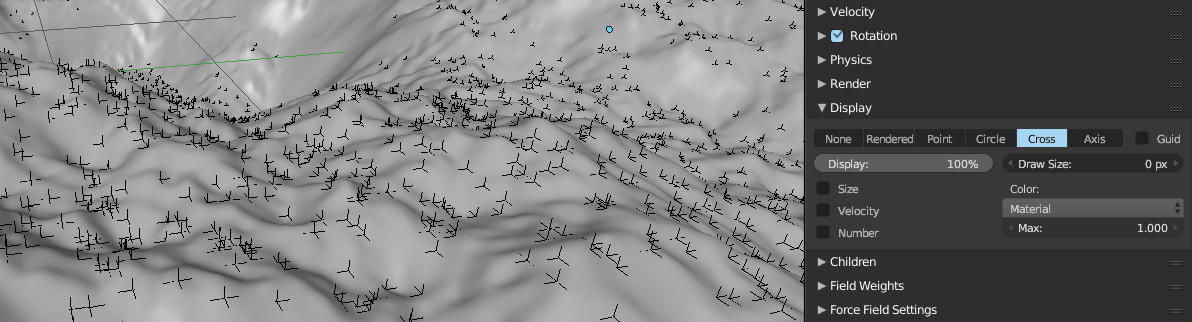 Velocity
Rotation
Physics
Render
Display
None Rendered Point Circle Cross Axis Guid
Display: 100% Draw Size: 0 px
Size Color:
Velocity Material
Number Max: 1.000
Children
Field Weights
Force Field Settings